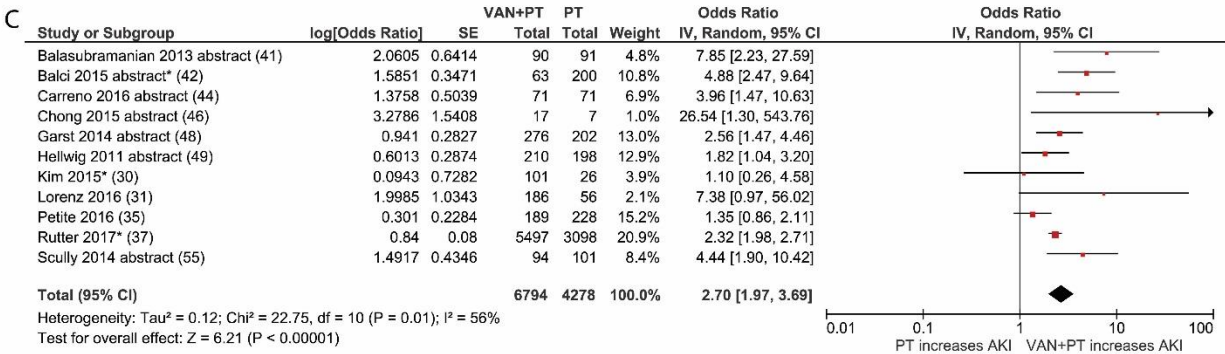 C
VAN+PT PT Odds Ratio Odds Ratio
Study or Subgroup log[Odds Ratio] SE Total Total Weight IV, Random, 95% CI IV, Random, 95% CI
Balasubramanian 2013 abstract (41) 2.0605 0.6414 90 91 4.8% 7.85 [2.23, 27.59]
Balci 2015 abstract* (42) 1.5851 0.3471 63 200 10.8% 4.88 [2.47, 9.64]
Carreno 2016 abstract (44) 1.3758 0.5039 71 71 6.9% 3.96 [1.47, 10.63]
Chong 2015 abstract (46) 3.2786 1.5408 17 7 1.0% 26.54 [1.30, 543.76]
Garst 2014 abstract (48) 0.941 0.2827 276 202 13.0% 2.56 [1.47, 4.46]
Hellwig 2011 abstract (49) 0.6013 0.2874 210 198 12.9% 1.82 [1.04, 3.20]
Kim 2015* (30) 0.0943 0.7282 101 26 3.9% 1.10 [0.26, 4.58]
Lorenz 2016 (31) 1.9985 1.0343 186 56 2.1% 7.38 [0.97, 56.02]
Petite 2016 (35) 0.301 0.2284 189 228 15.2% 1.35 [0.86, 2.11]
Rutter 2017* (37) 0.84 0.08 5497 3098 20.9% 2.32 [1.98, 2.71]
Scully 2014 abstract (55) 1.4917 0.4346 94 101 8.4% 4.44 [1.90, 10.42]
Total (95% CI) 6794 4278 100.0% 2.70 [1.97, 3.69]
Heterogeneity: Tau² = 0.12; Chi² = 22.75, df = 10 (P = 0.01); I² = 56%
Test for overall effect: Z = 6.21 (P < 0.00001)
0.01 0.1 1 10 100
PT increases AKI VAN+PT increases AKI